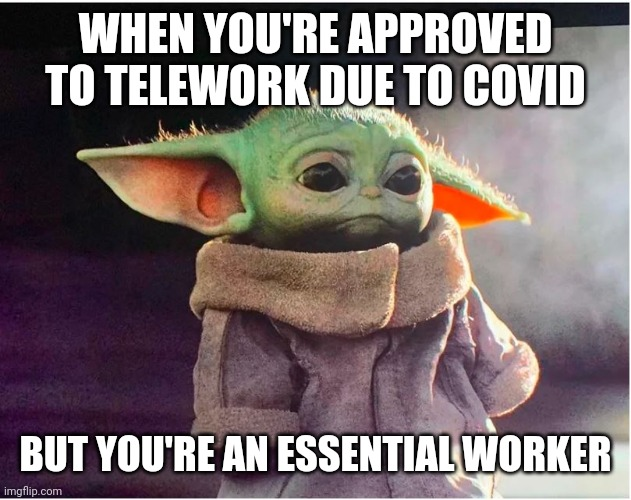 WHEN YOU'RE APPROVED
TO TELEWORK DUE TO COVID
BUT YOU'RE AN ESSENTIAL WORKER
imgflip.com